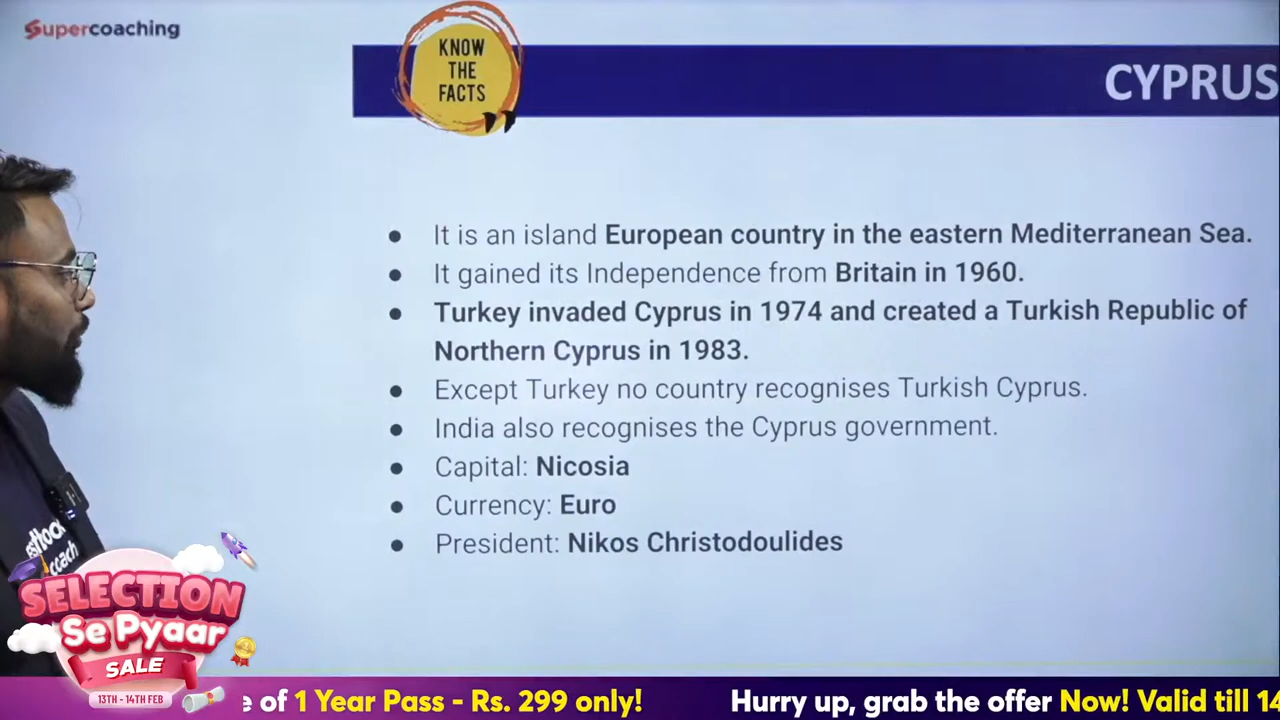 Supercoaching
KNOW
THE
FACTS
CYPRUS
● It is an island European country in the eastern Mediterranean Sea.
● It gained its Independence from Britain in 1960.
● Turkey invaded Cyprus in 1974 and created a Turkish Republic of
Northern Cyprus in 1983.
● Except Turkey no country recognises Turkish Cyprus.
● India also recognises the Cyprus government.
● Capital: Nicosia
● Currency: Euro
● President: Nikos Christodoulides
SELECTION
Se Pyaar
SALE
13TH - 14TH FEB
of 1 Year Pass - Rs. 299 only! Hurry up, grab the offer Now! Valid till 14